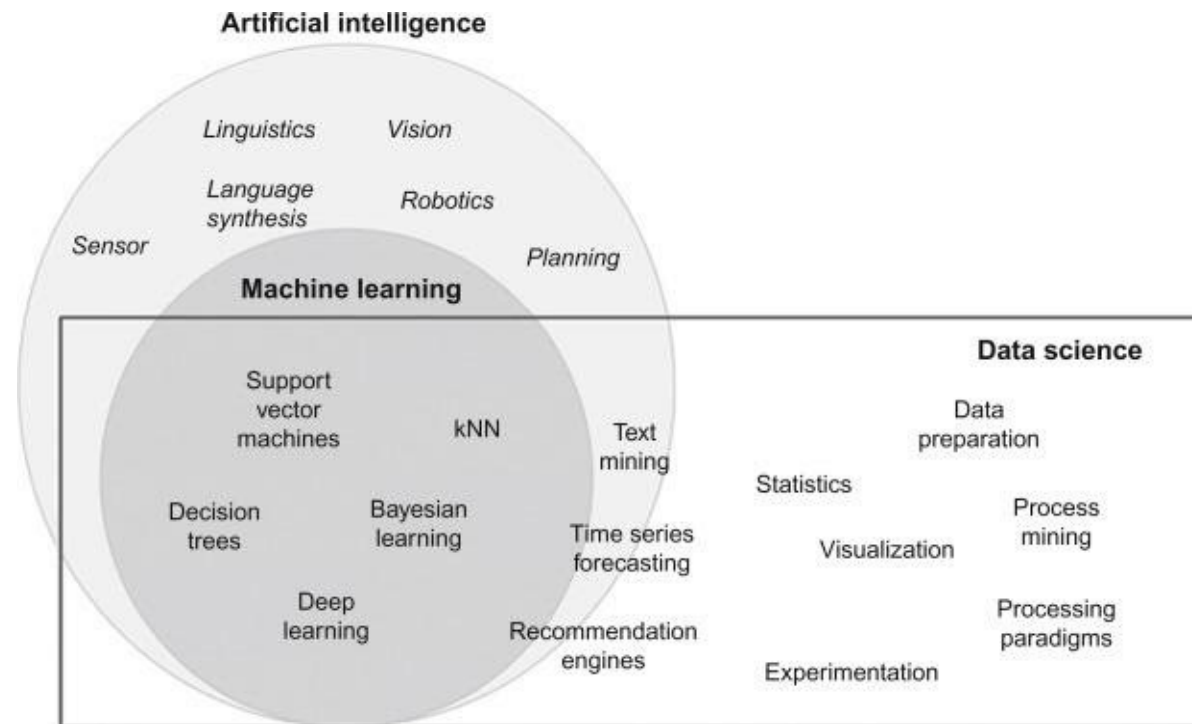 Artificial intelligence
Linguistics
Vision
Language
synthesis
Robotics
Sensor
Planning
Machine learning
Data science
Support
vector
machines
kNN
Text
mining
Data
preparation
Statistics
Decision
trees
Bayesian
learning
Time series
forecasting
Visualization
Process
mining
Deep
learning
Recommendation
engines
Experimentation
Processing
paradigms